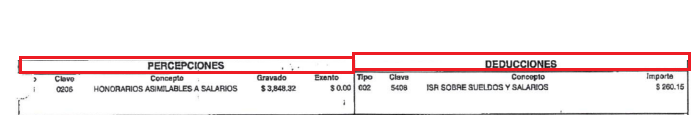 PERCEPCIONES DEDUCCIONES
Clave Concepto Gravado Exento Tipo Clave Concepto Importe
0206 HONORARIOS ASIMILABLES A SALARIOS $ 3,848.32 $ 0.00 002 5408 ISR SOBRE SUELDOS Y SALARIOS $ 260.15